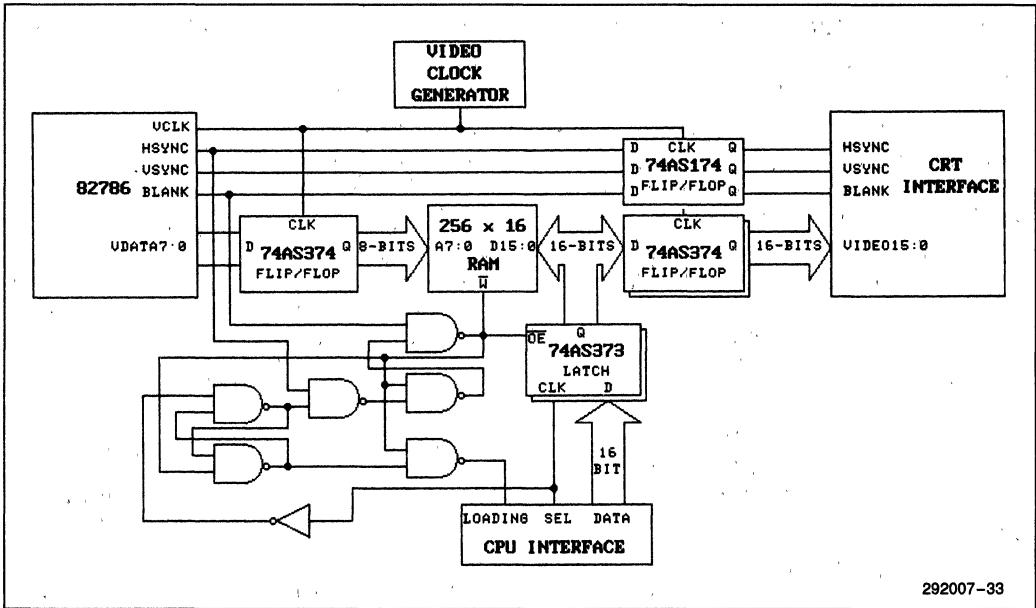 VIDEO
CLOCK
GENERATOR
82786
VCLK
HSYNC
VSYNC
BLANK
VDATA7:0
D CLK Q
D 74AS174 Q
D FLIP/FLOP Q
HSYNC
VSYNC
BLANK
VIDEO15:0
CRT
INTERFACE
CLK
D 74AS374 Q
FLIP/FLOP
8-BITS
256 x 16
A7:0 D15:0
RAM
W
16-BITS
CLK
D 74AS374 Q
FLIP/FLOP
16-BITS
OE Q
74AS373
LATCH
CLK D
16
BIT
LOADING SEL DATA
CPU INTERFACE
292007-33